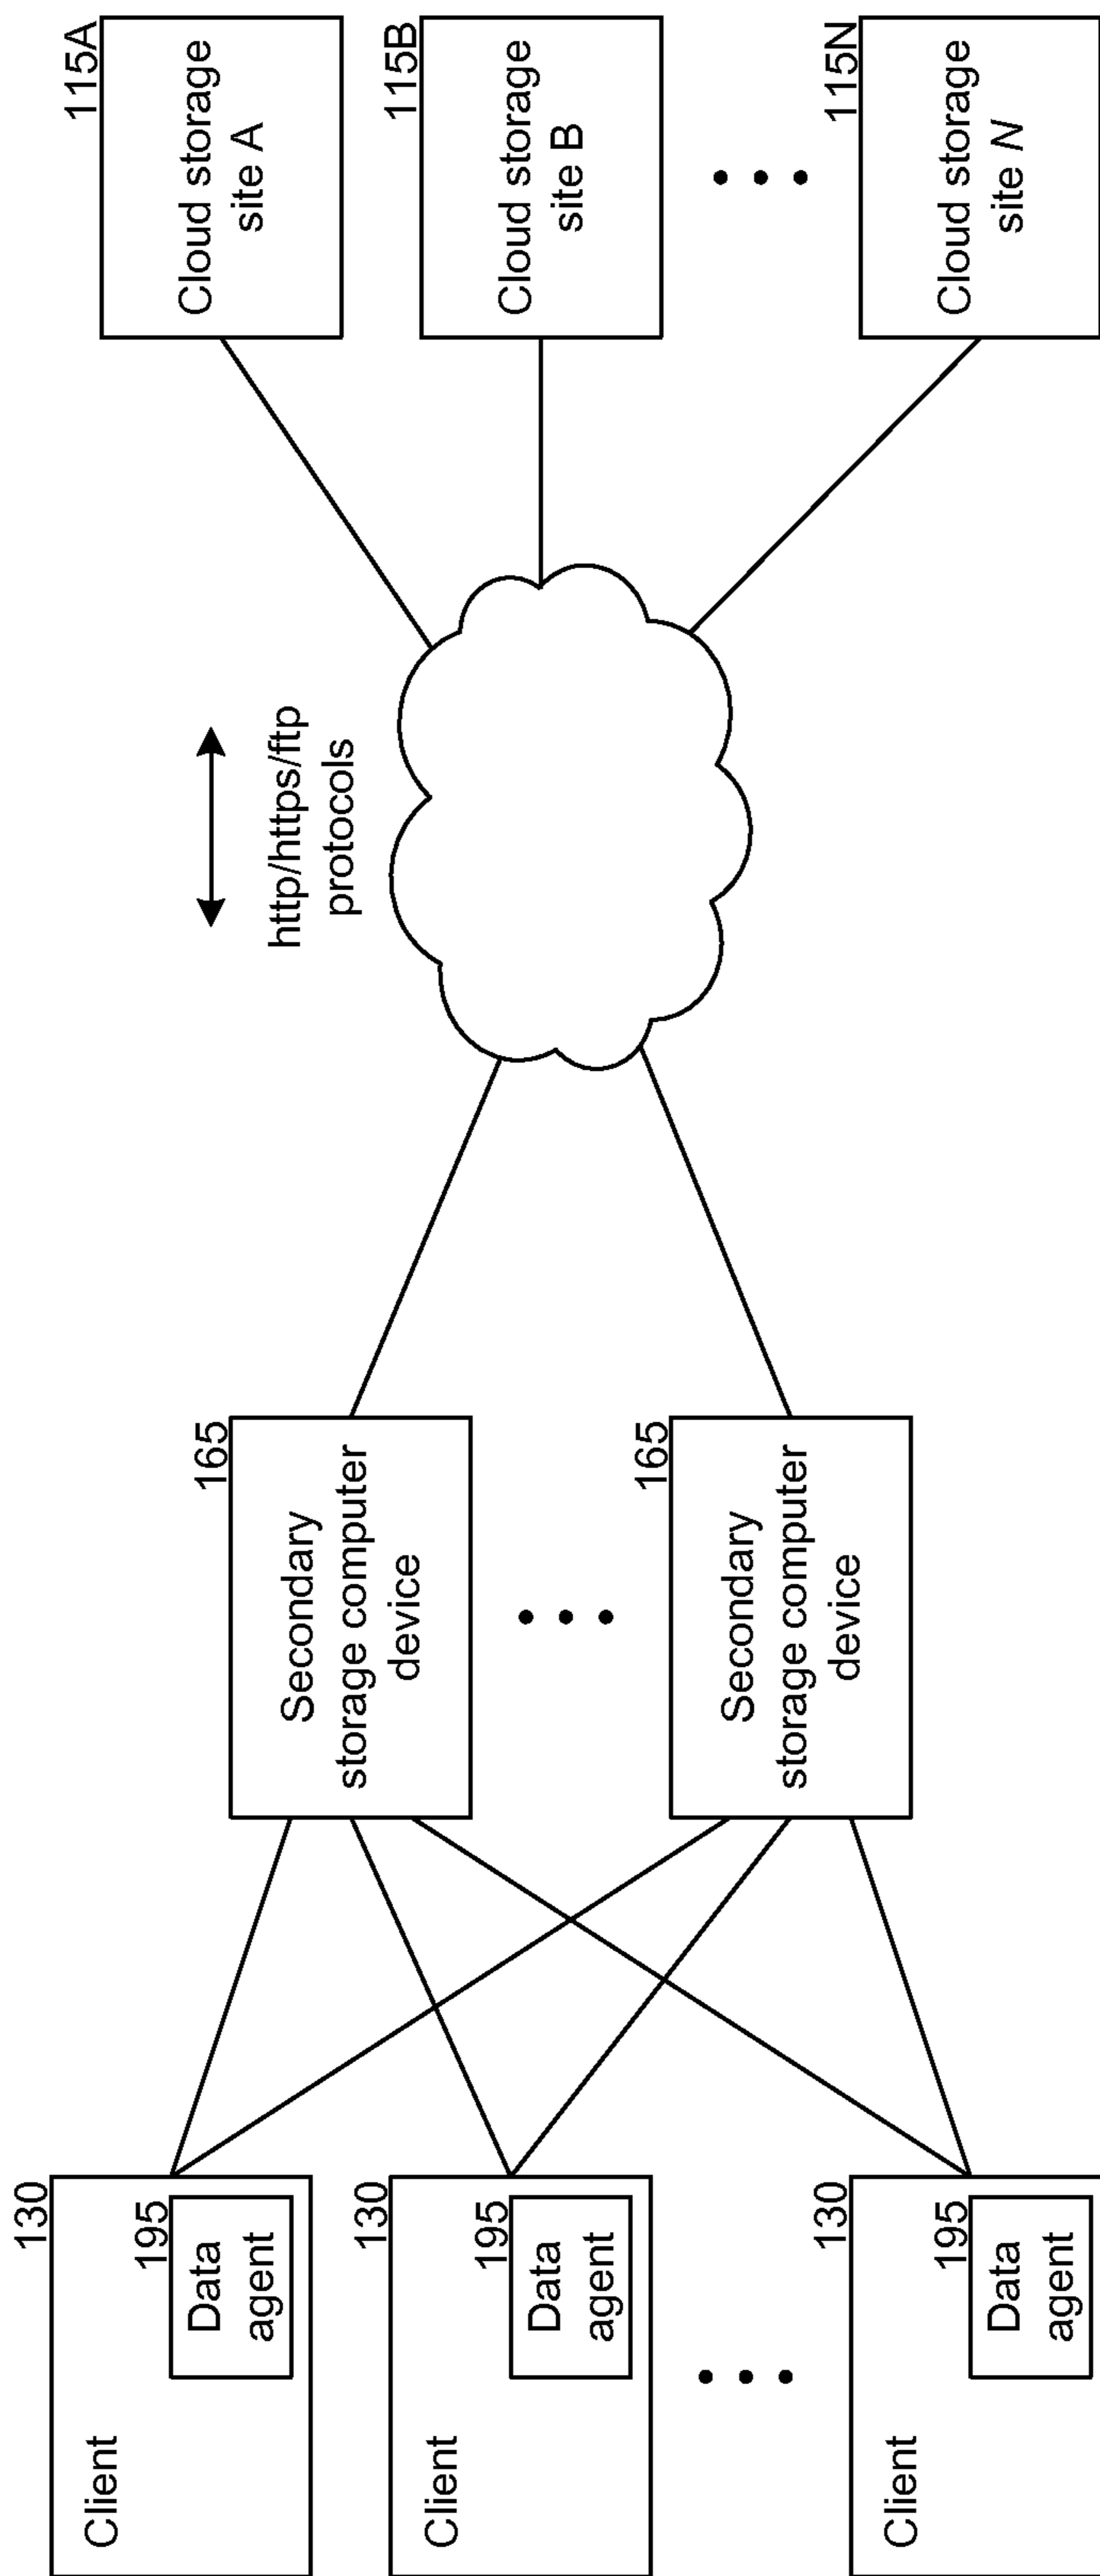 130
Client
195
Data
agent
130
Client
195
Data
agent
130
Client
195
Data
agent
165
Secondary
storage computer
device
165
Secondary
storage computer
device
http/https/ftp
protocols
115A
Cloud storage
site A
115B
Cloud storage
site B
115N
Cloud storage
site N